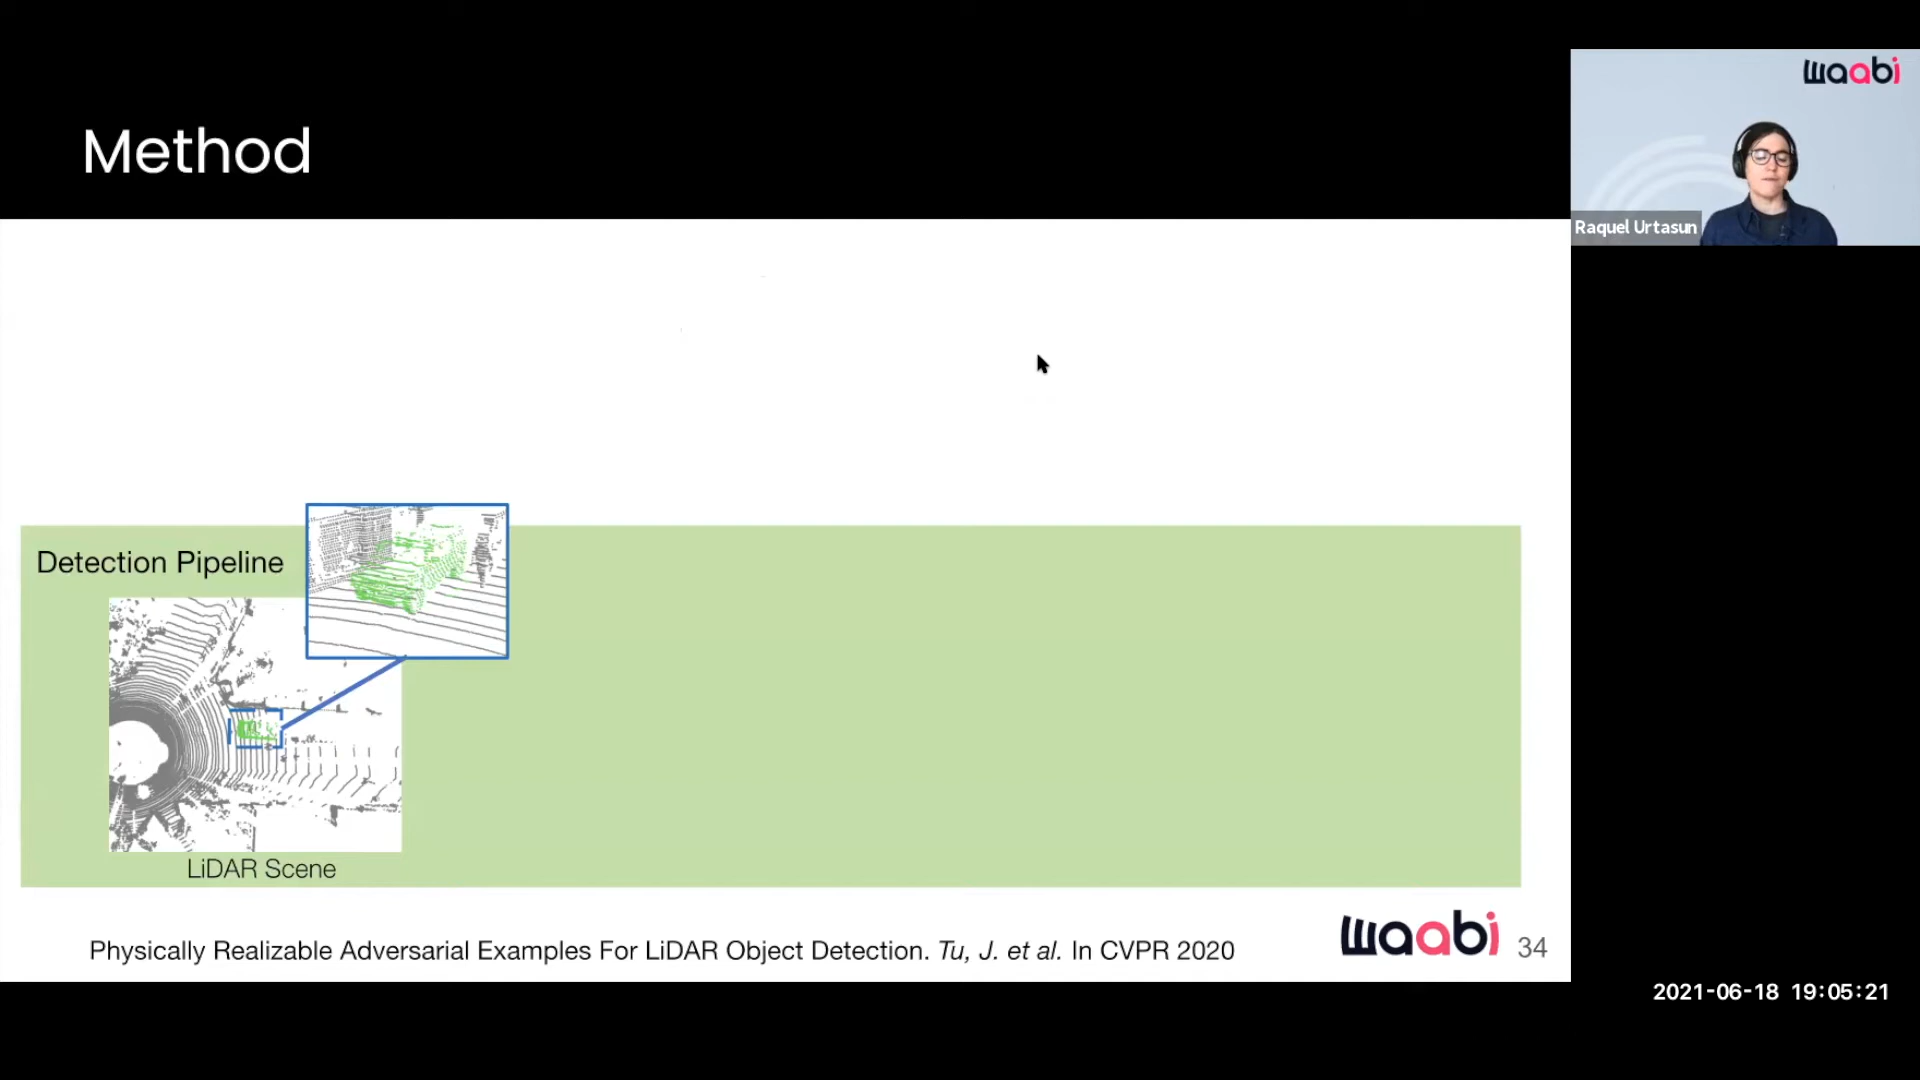 waabi
Method
Raquel Urtasun
Detection Pipeline
LiDAR Scene
Physically Realizable Adversarial Examples For LiDAR Object Detection. Tu, J. et al. In CVPR 2020
waabi 34
2021-06-18 19:05:21